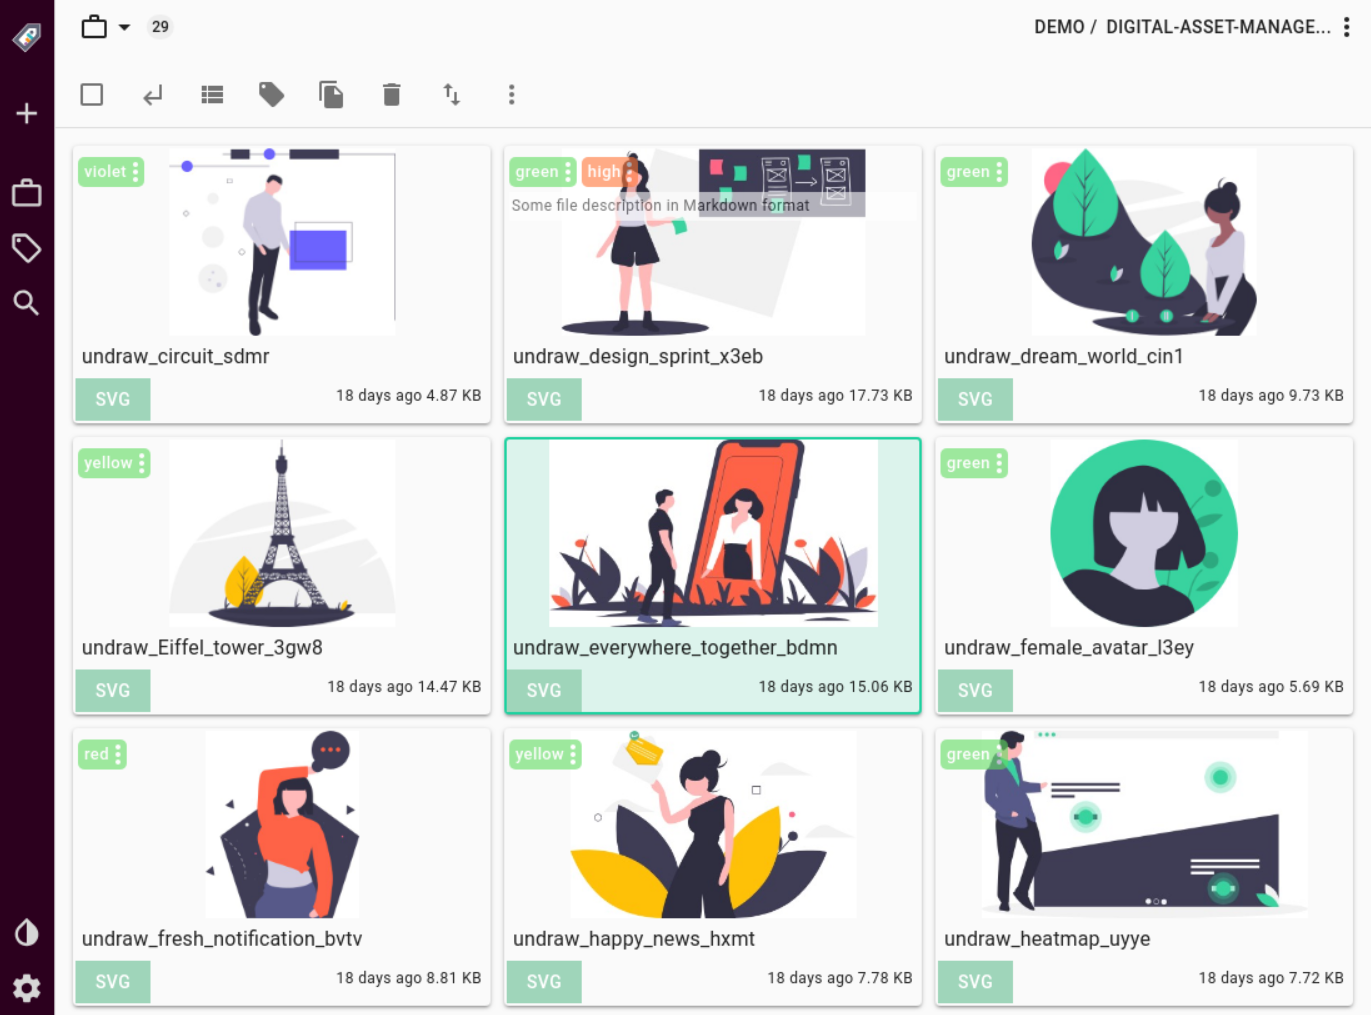 29
DEMO / DIGITAL-ASSET-MANAGE...
violet
undraw_circuit_sdmr
SVG
18 days ago 4.87 KB
green high
Some file description in Markdown format
undraw_design_sprint_x3eb
SVG
18 days ago 17.73 KB
green
undraw_dream_world_cin1
SVG
18 days ago 9.73 KB
yellow
undraw_Eiffel_tower_3gw8
SVG
18 days ago 14.47 KB
undraw_everywhere_together_bdmn
SVG
18 days ago 15.06 KB
green
undraw_female_avatar_l3ey
SVG
18 days ago 5.69 KB
red
undraw_fresh_notification_bvtv
SVG
18 days ago 8.81 KB
yellow
undraw_happy_news_hxmt
SVG
18 days ago 7.78 KB
green
undraw_heatmap_uyye
SVG
18 days ago 7.72 KB